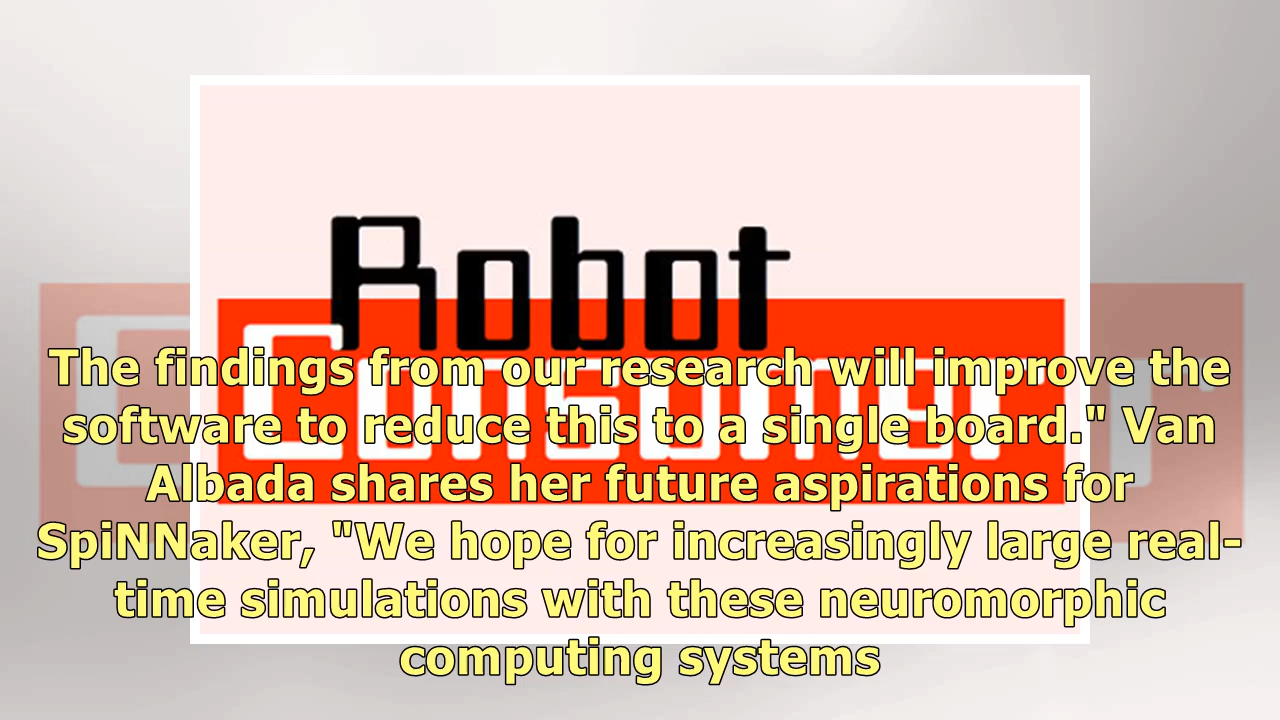 Robot
Consumer
The findings from our research will improve the
software to reduce this to a single board." Van
Albada shares her future aspirations for
SpiNNaker, "We hope for increasingly large real-
time simulations with these neuromorphic
computing systems